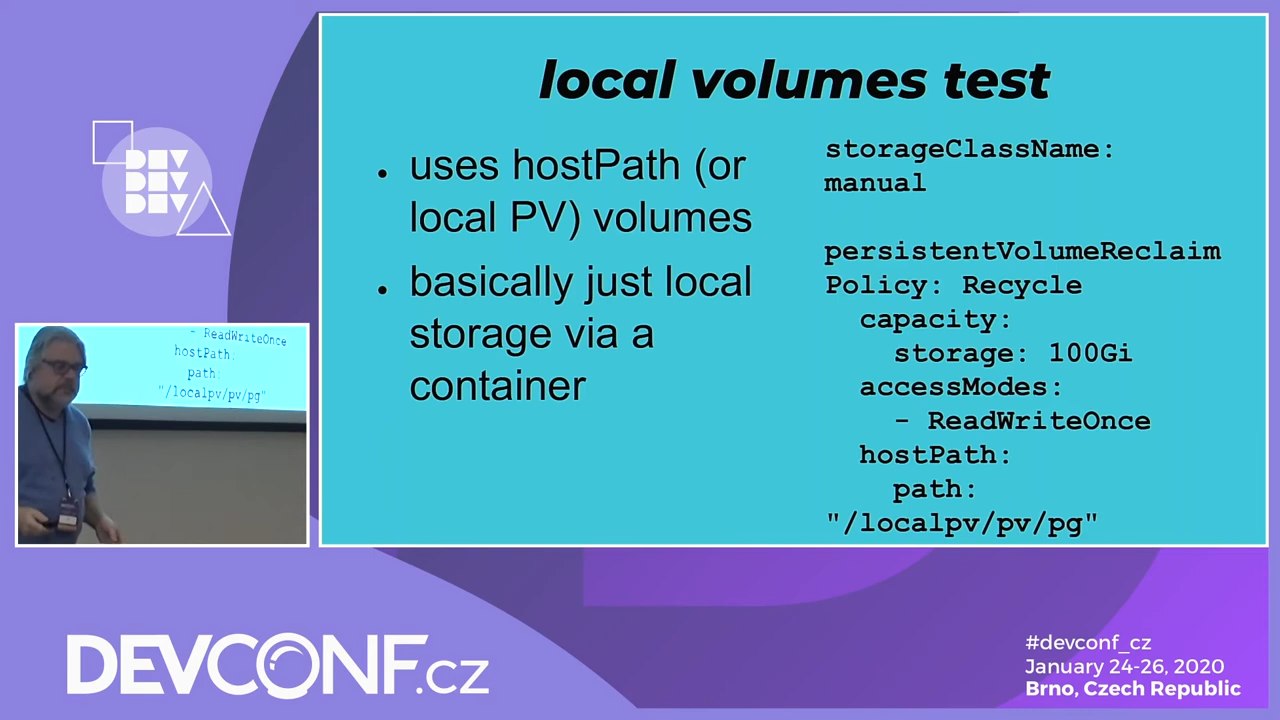 local volumes test
• uses hostPath (or
local PV) volumes
• basically just local
storage via a
container
storageClassName:
manual
persistentVolumeReclaim
Policy: Recycle
capacity:
storage: 100Gi
accessModes:
- ReadWriteOnce
hostPath:
path:
"/localpv/pv/pg"
DEV
DEV
DEV
- ReadWriteOnce
hostPath:
path:
"/localpv/pv/pg"
DEVCONF.cz
#devconf_cz
January 24-26, 2020
Brno, Czech Republic